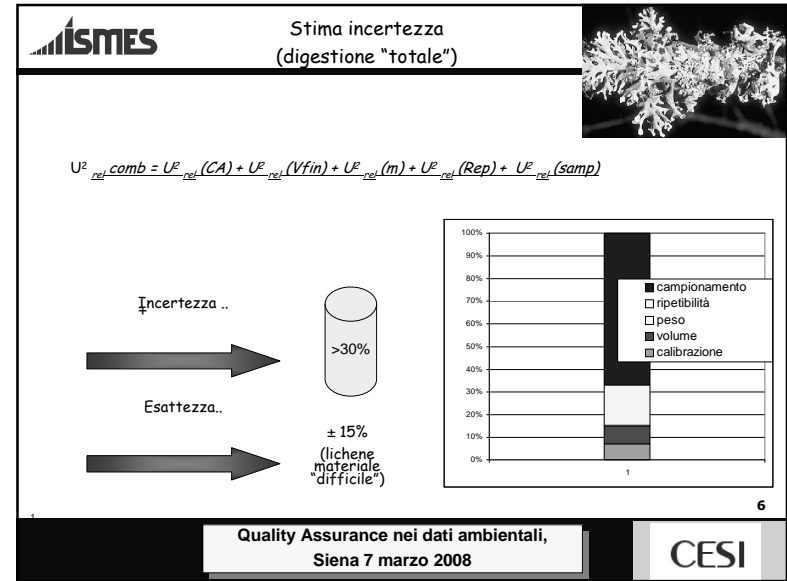 ISMES
Stima incertezza
(digestione "totale")
U² rel comb = U² rel (CA) + U² rel (Vfin) + U² rel (m) + U² rel (Rep) + U² rel (samp)
Incertezza ..
+
>30%
Esattezza..
± 15%
(lichene
materiale
"difficile")
100%
90%
80%
70%
60%
50%
40%
30%
20%
10%
0%
1
campionamento
ripetibilità
peso
volume
calibrazione
6
1
Quality Assurance nei dati ambientali,
Siena 7 marzo 2008
CESI